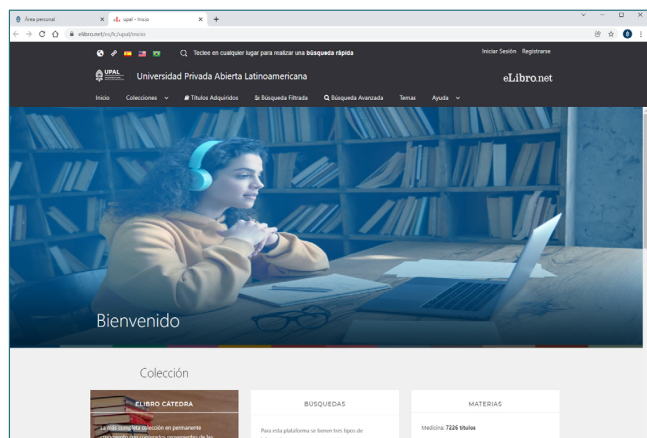 Área personal
upal - Inicio
elibro.net/es/lc/upal/inicio
Teclee en cualquier lugar para realizar una búsqueda rápida
Iniciar Sesión Registrarse
UPAL
Universidad Privada Abierta Latinoamericana
eLibro.net
Inicio Colecciones Títulos Adquiridos Búsqueda Filtrada Búsqueda Avanzada Temas Ayuda
Bienvenido
Colección
ELIBRO CÁTEDRA
La más completa colección en permanente
BÚSQUEDAS
Para esta plataforma se tienen tres tipos de
MATERIAS
Medicina: 7226 títulos